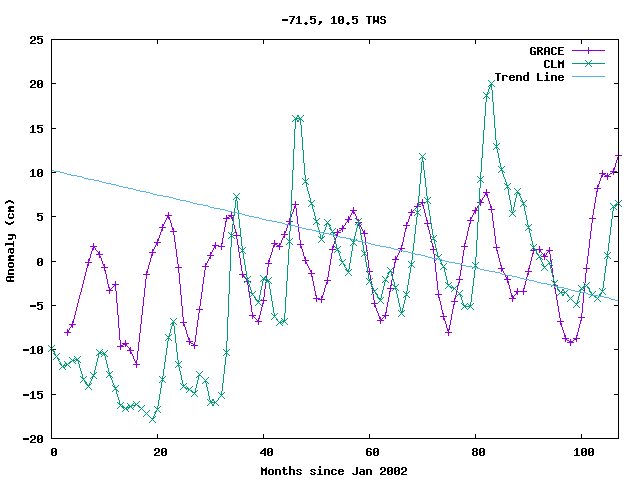 -71.5, 10.5 TWS
25
20
15
10
5
0
-5
-10
-15
-20
Anomaly (cm)
GRACE
CLM
Trend Line
0 20 40 60 80 100
Months since Jan 2002